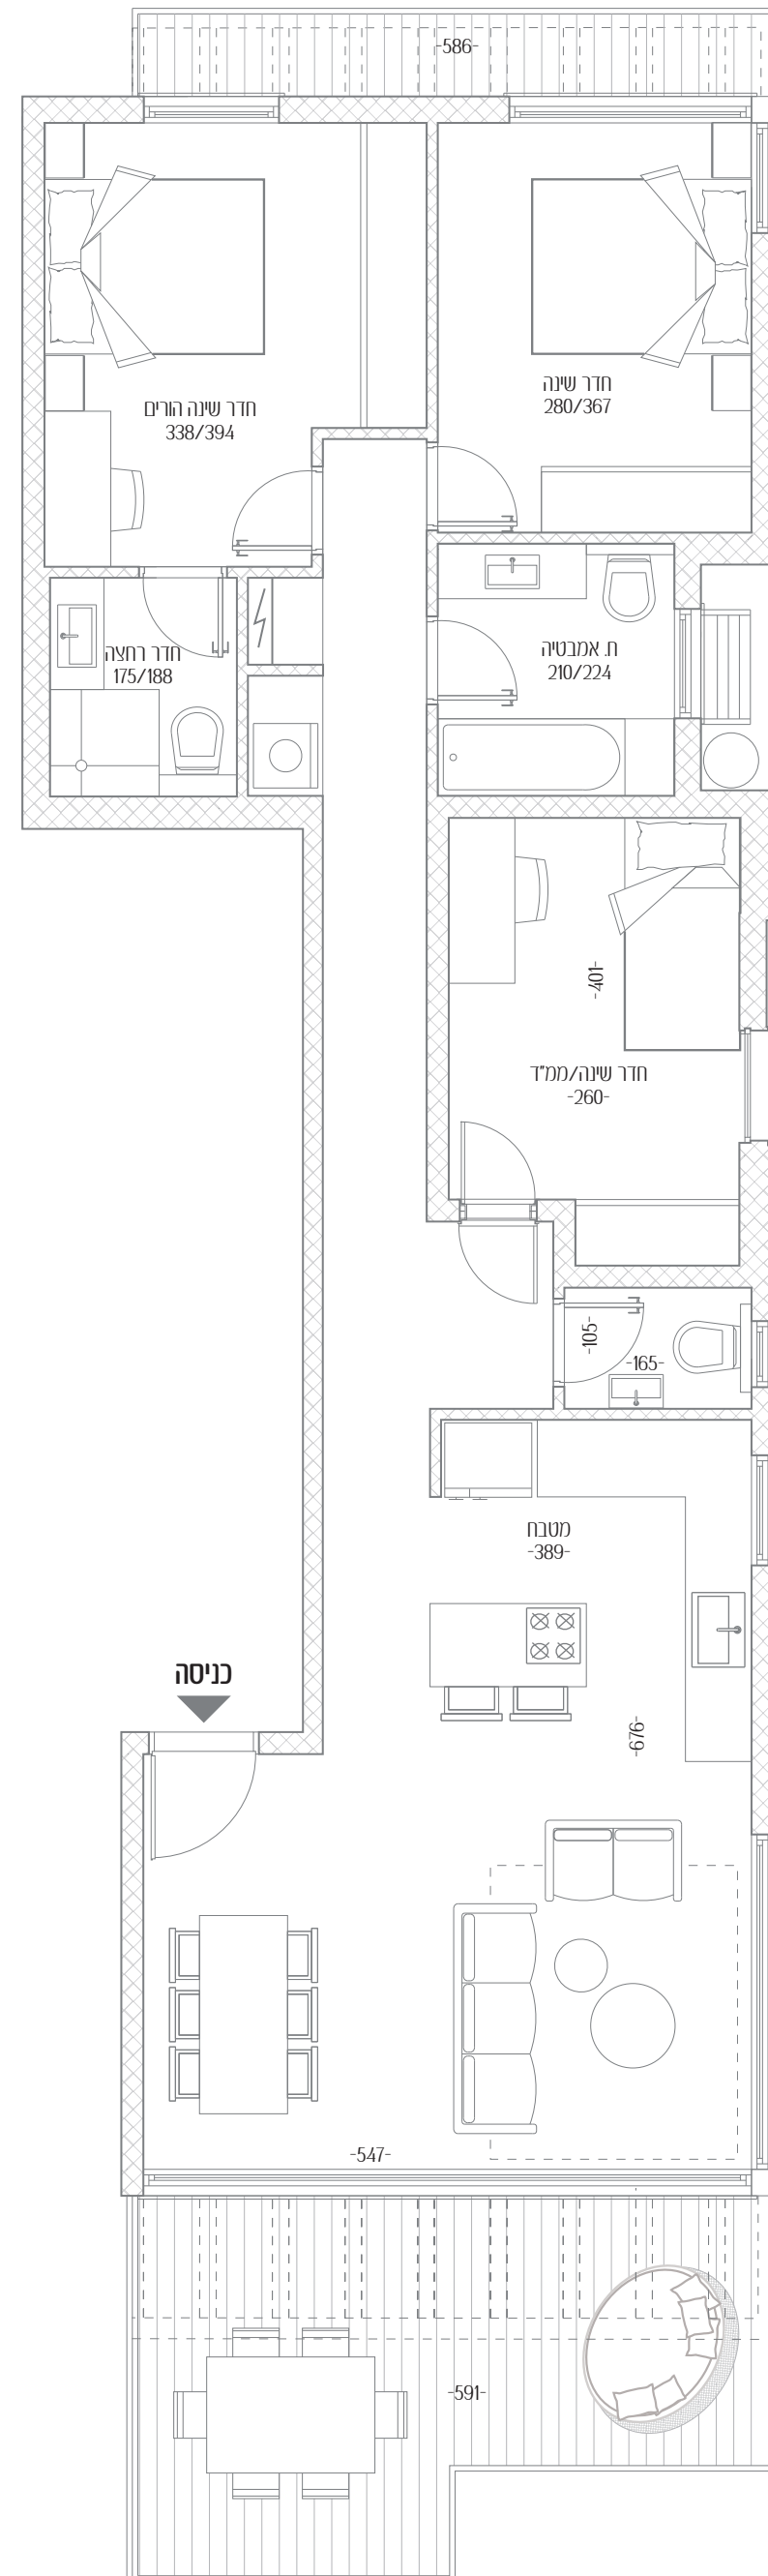 -586-
חדר שינה
280/367
חדר שינה הורים
338/394
ח. אמבטיה
210/224
חדר רחצה
175/188
-401-
חדר שינה/ממ"ד
-260-
-105-
-165-
מטבח
-389-
כניסה
-676-
-547-
-591-